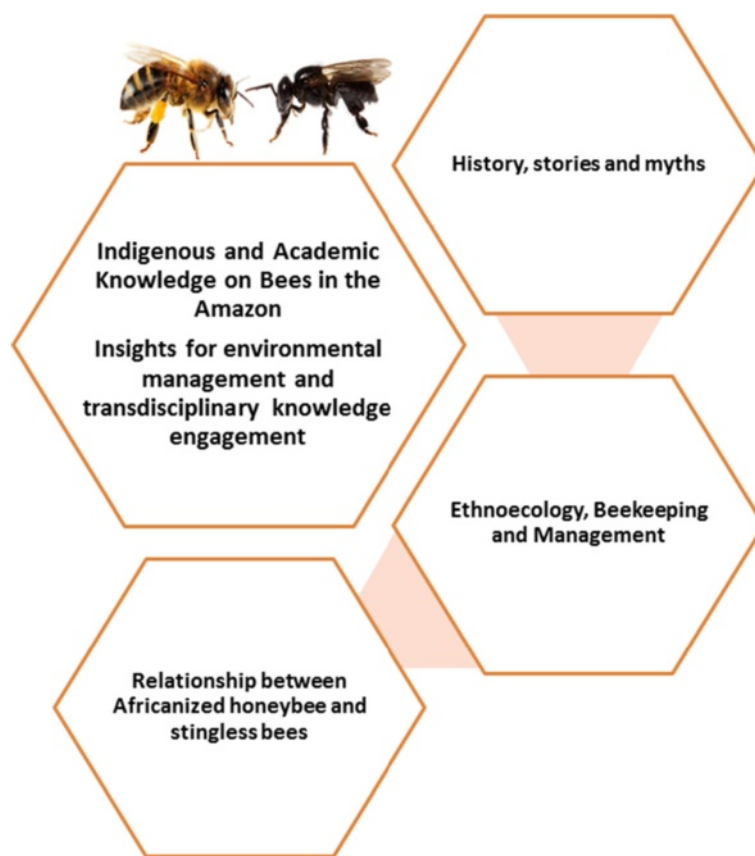 Indigenous and Academic
Knowledge on Bees in the
Amazon
Insights for environmental
management and
transdisciplinary knowledge
engagement
History, stories and myths
Ethnoecology, Beekeeping
and Management
Relationship between
Africanized honeybee and
stingless bees